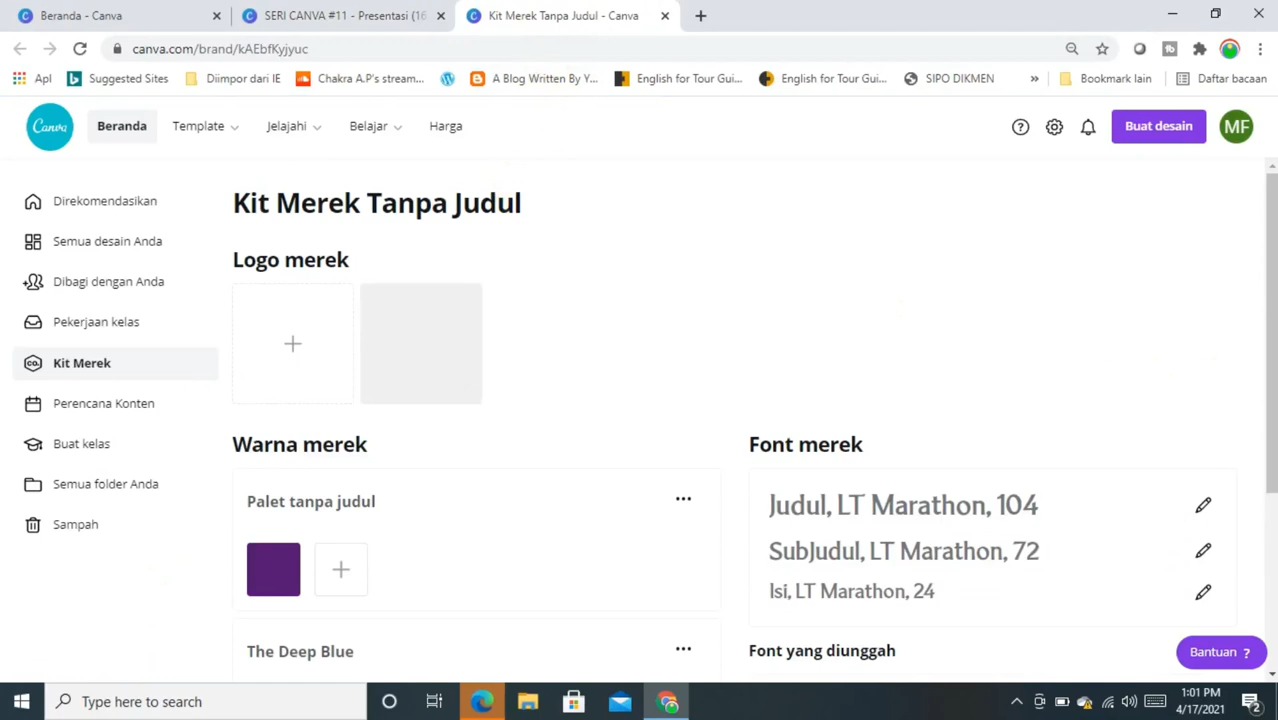 Beranda - Canva
SERI CANVA #11 - Presentasi (16
Kit Merek Tanpa Judul - Canva
canva.com/brand/kAEbfKyjyuc
Apl
Suggested Sites
Diimpor dari IE
Chakra A.P's stream...
A Blog Written By Y...
English for Tour Gui...
English for Tour Gui...
SIPO DIKMEN
»
Bookmark lain
Daftar bacaan
Canva
Beranda
Template
Jelajahi
Belajar
Harga
Buat desain
MF
Direkomendasikan
Semua desain Anda
Dibagi dengan Anda
Pekerjaan kelas
CO.
Kit Merek
Perencana Konten
Buat kelas
Semua folder Anda
Sampah
Kit Merek Tanpa Judul
Logo merek
Warna merek
Palet tanpa judul
The Deep Blue
Font merek
Judul, LT Marathon, 104
SubJudul, LT Marathon, 72
Isi, LT Marathon, 24
Font yang diunggah
Bantuan ?
Type here to search
1:01 PM
4/17/2021
2